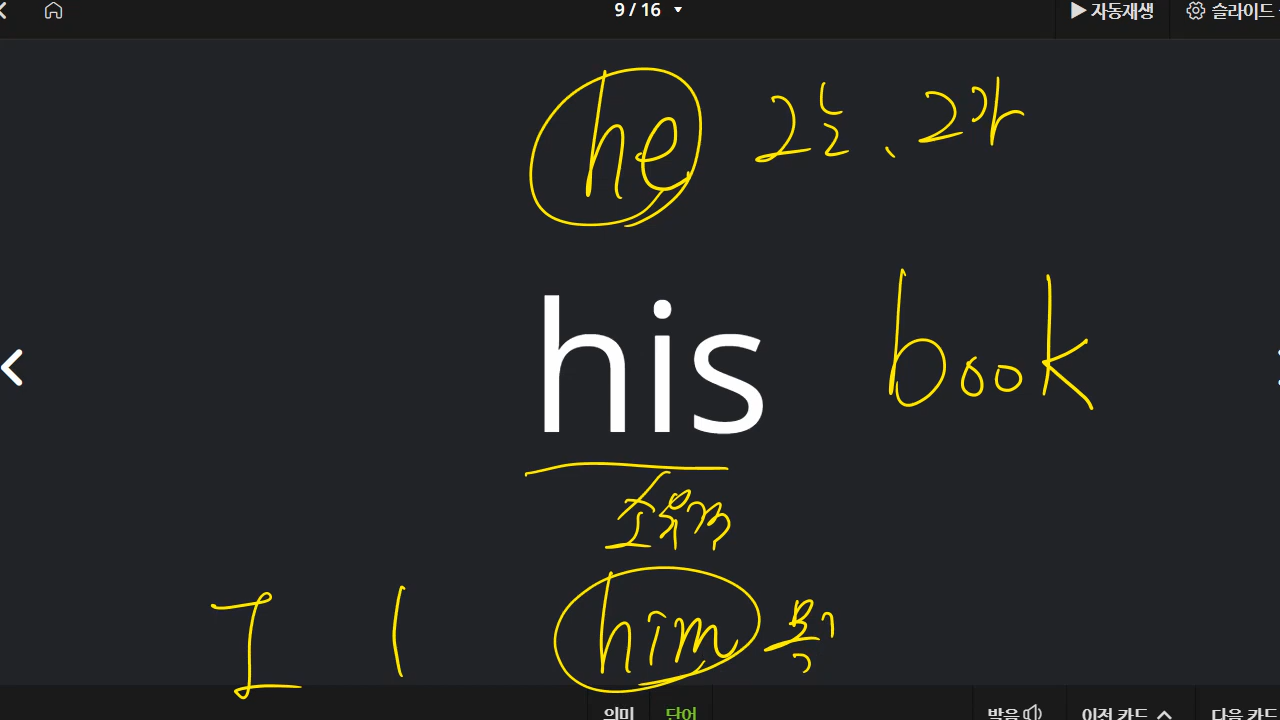 9 / 16
자동재생
슬라이드
he 그는、그가
his book
소유격
I l him 목
의미 단어 발음 이전 카드 다음 카드